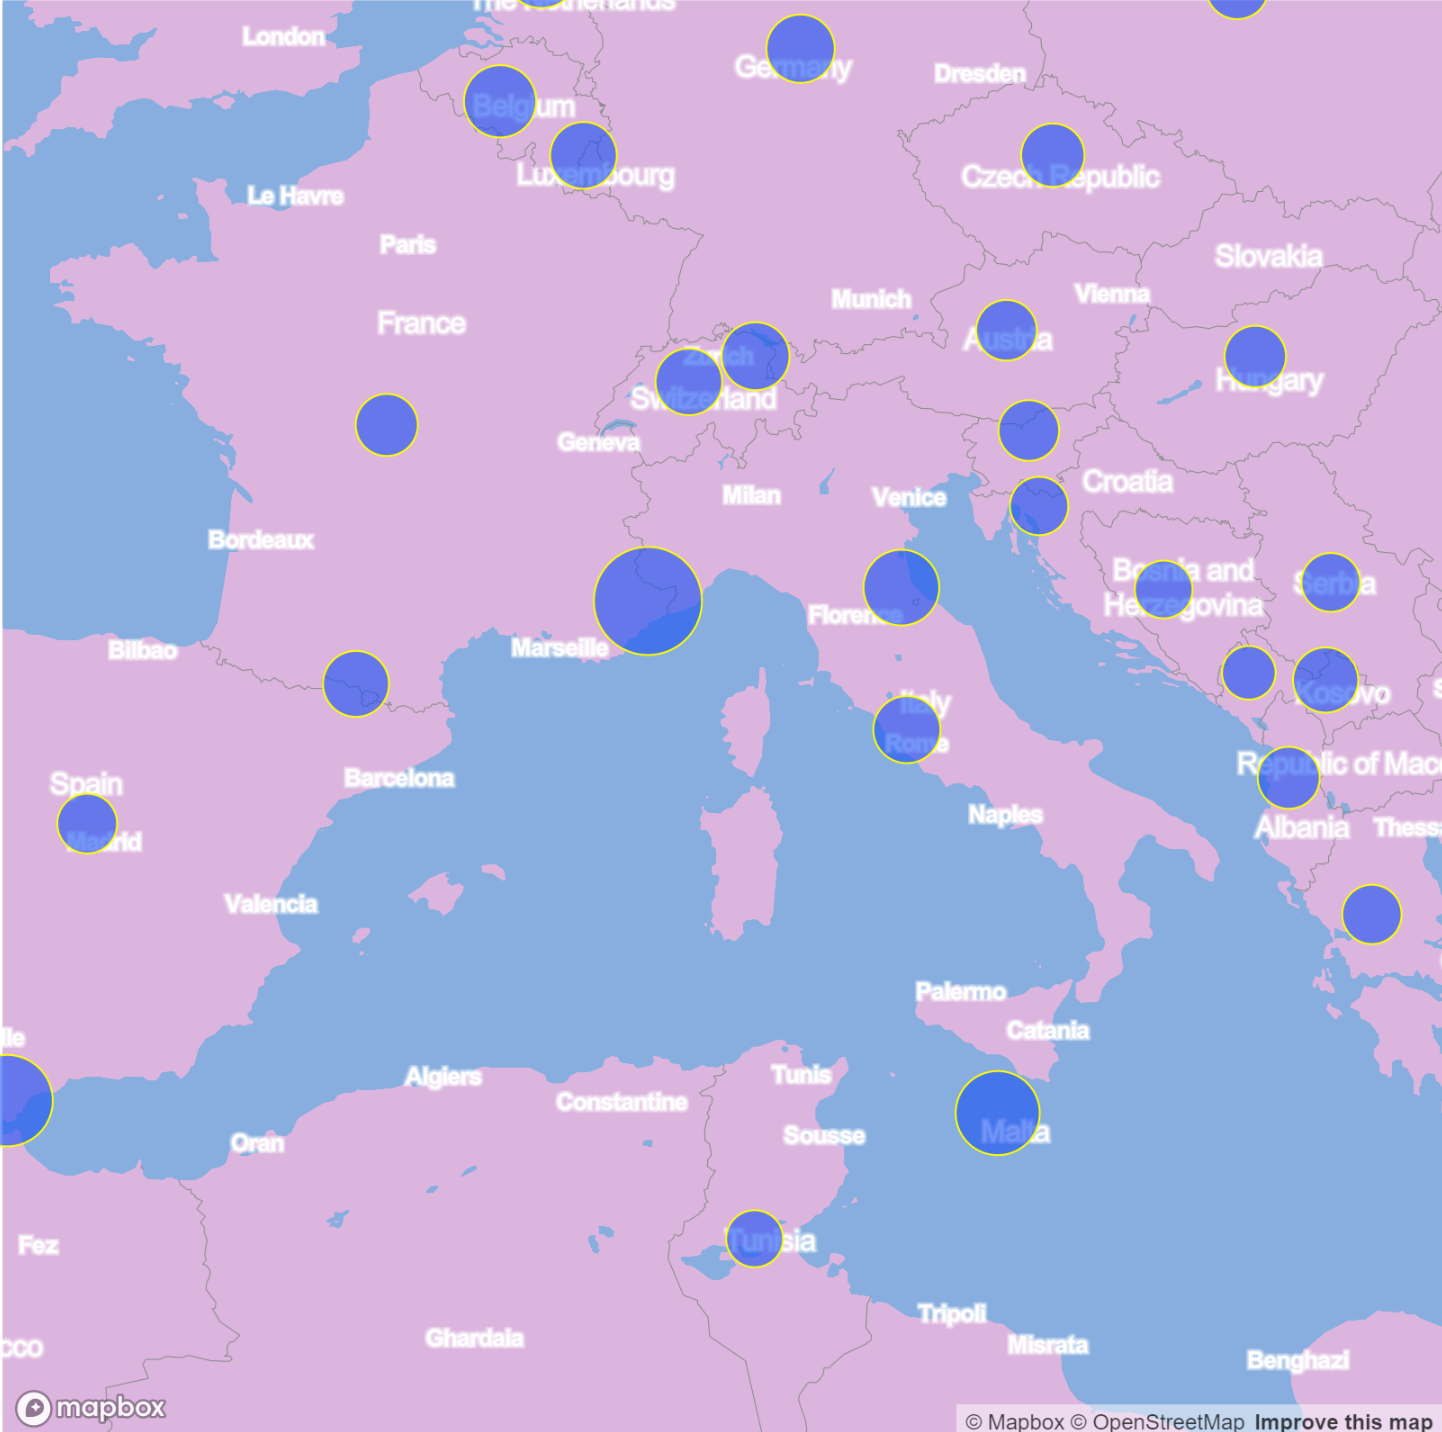 The Netherlands
London
Germany
Dresden
Belgium
Luxembourg
Czech Republic
Le Havre
Paris
Slovakia
Munich
Vienna
France
Austria
Zurich
Hungary
Switzerland
Geneva
Croatia
Milan
Venice
Bordeaux
Bosnia and
Herzegovina
Serbia
Florence
Marseille
Bilbao
Kosovo
Italy
Rome
Republic of Mace
Spain
Barcelona
Madrid
Naples
Albania
Thessa
Valencia
Palermo
Catania
lle
Algiers
Tunis
Constantine
Malta
Sousse
Oran
Fez
Tunisia
Tripoli
Ghardaia
Misrata
cco
Benghazi
mapbox
© Mapbox © OpenStreetMap Improve this map